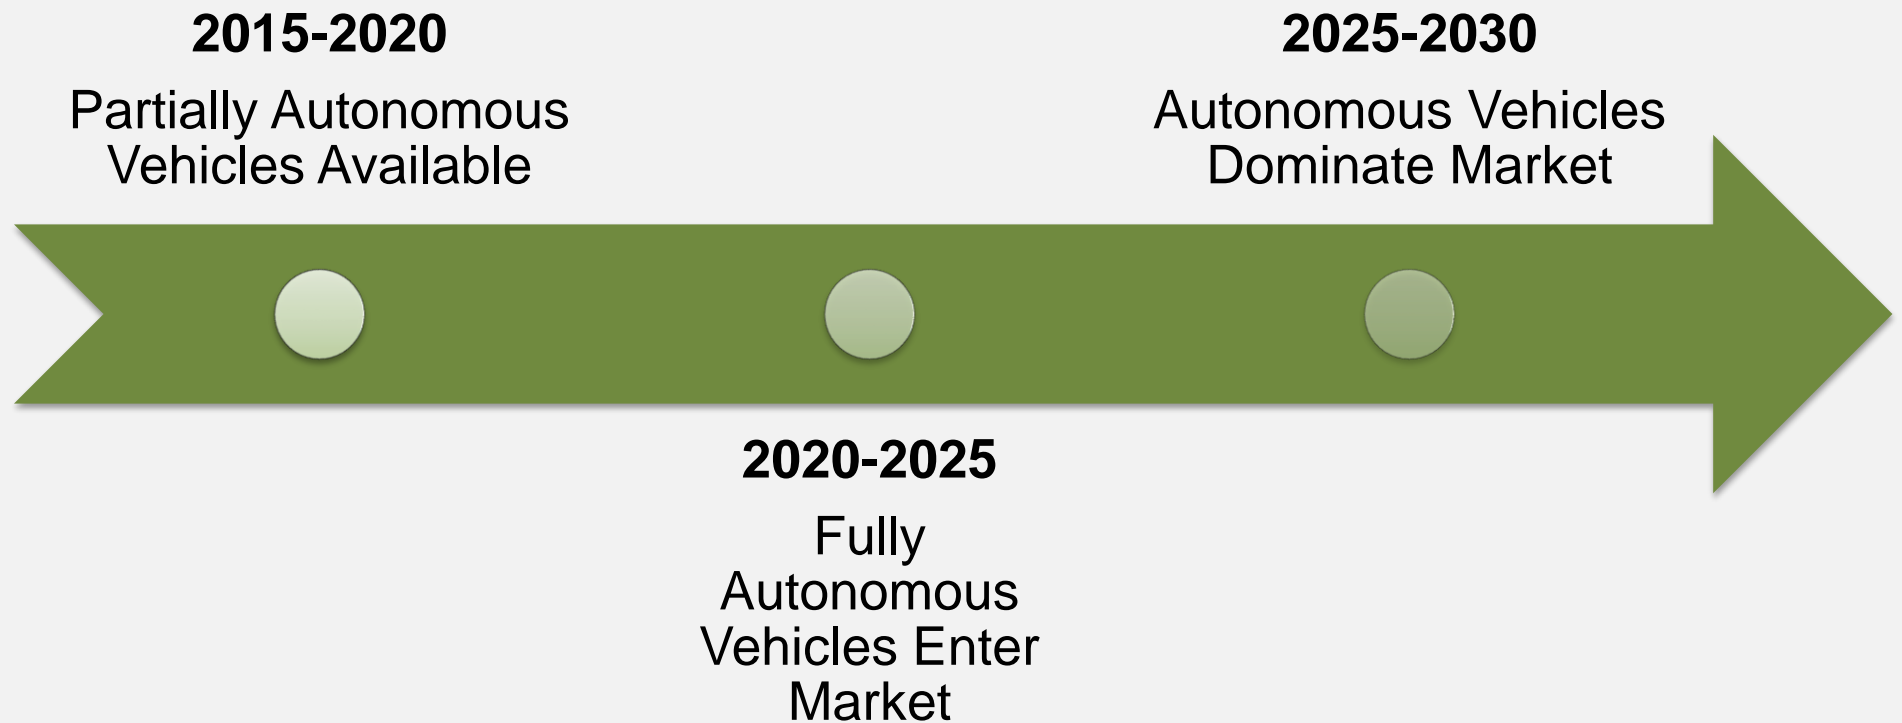 2015-2020
Partially Autonomous
Vehicles Available
2020-2025
Fully
Autonomous
Vehicles Enter
Market
2025-2030
Autonomous Vehicles
Dominate Market